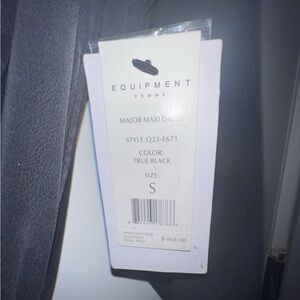 EQUIPMENT
FEMME
MAJOR MAXI DRESS
STYLE: Q23-E671
COLOR:
TRUE BLACK
SIZE:
S
$ 468.00